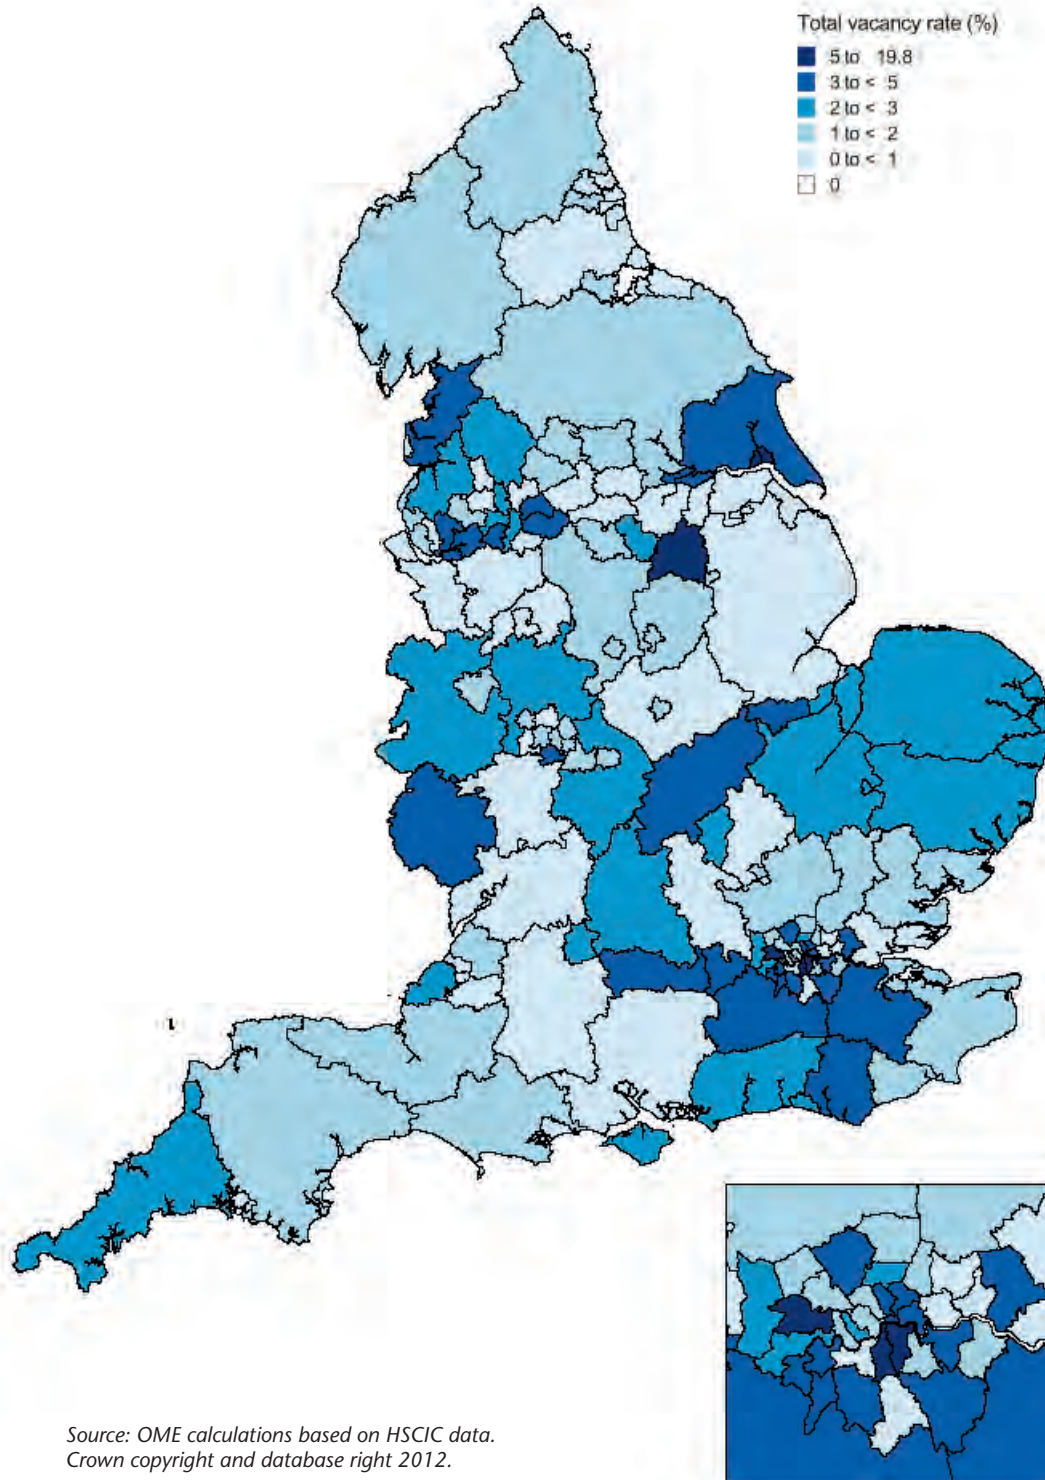 Total vacancy rate (%)
5 to 19.8
3 to < 5
2 to < 3
1 to < 2
0 to < 1
0
Source: OME calculations based on HSCIC data.
Crown copyright and database right 2012.